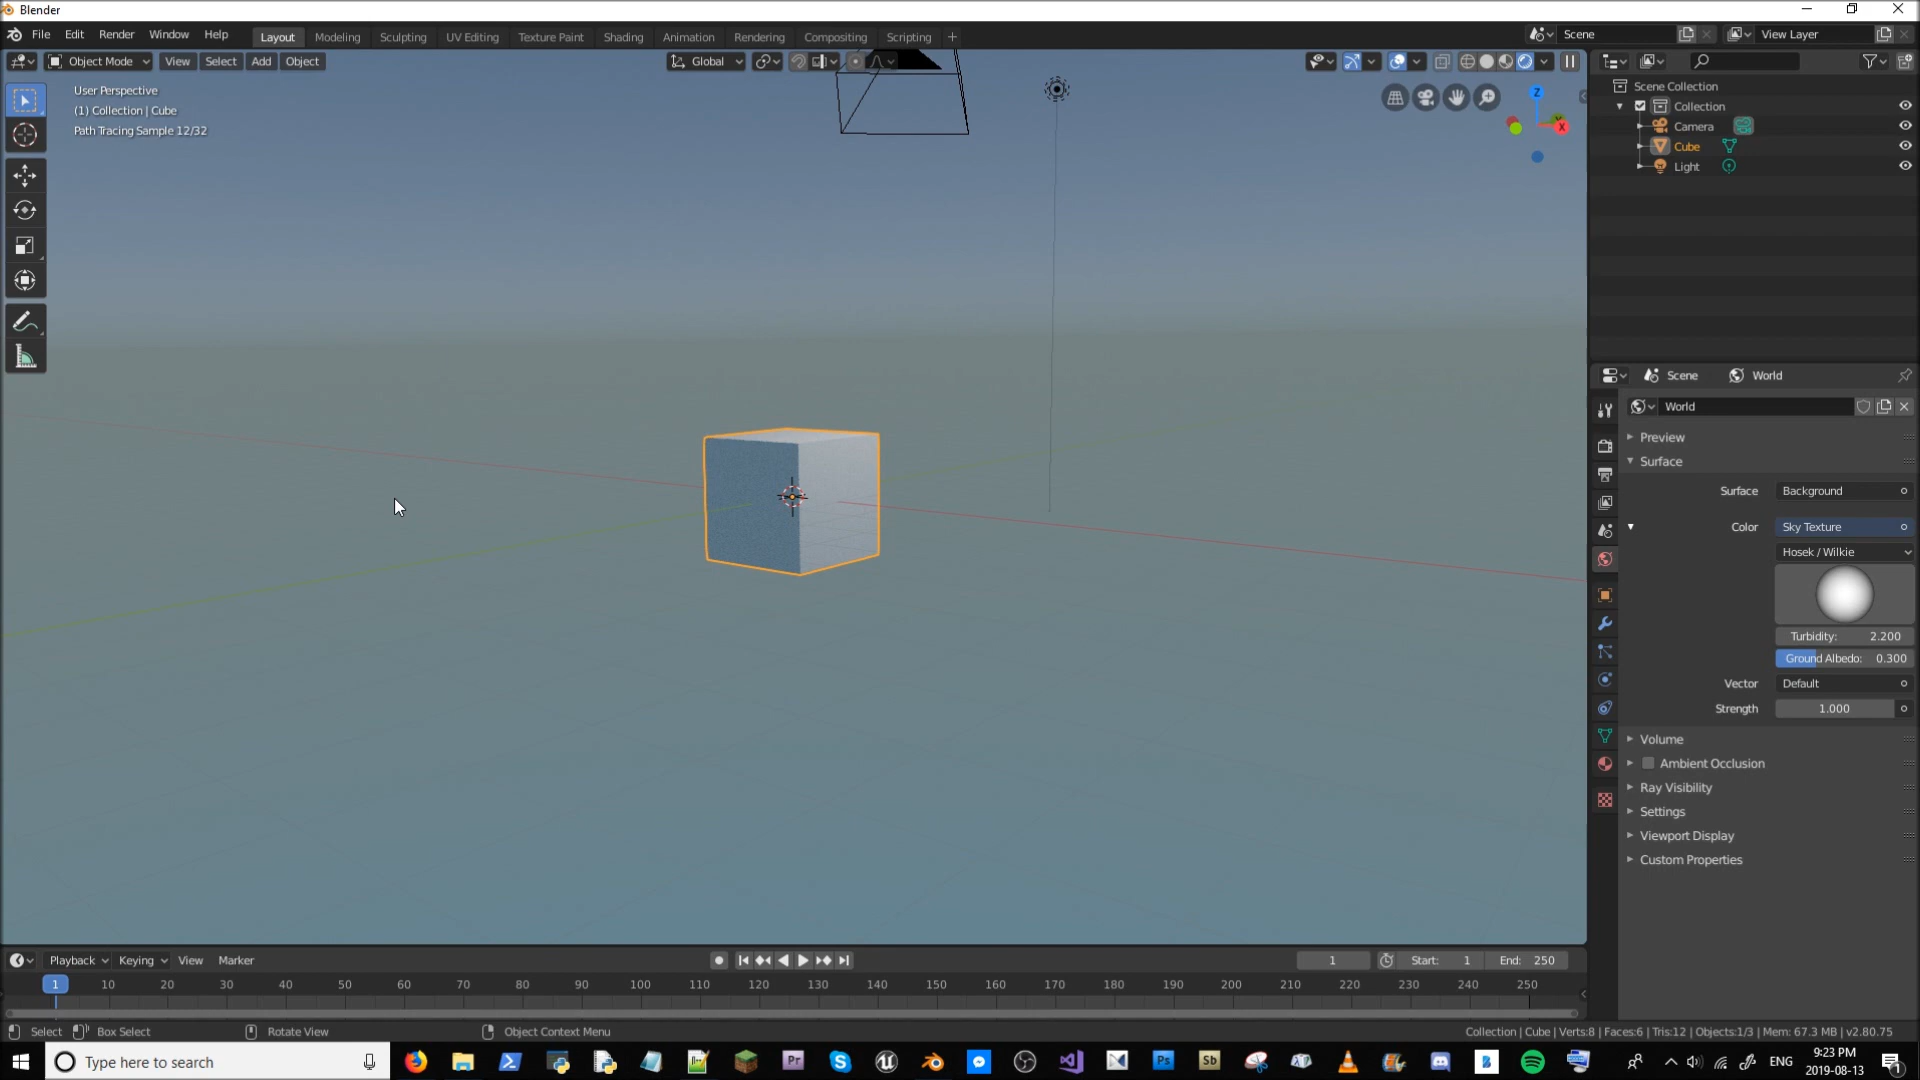 Blender
File Edit Render Window Help Layout Modeling Sculpting UV Editing Texture Paint Shading Animation Rendering Compositing Scripting + Scene View Layer
Object Mode View Select Add Object Global
User Perspective
(1) Collection | Cube
Path Tracing Sample 12/32
Z
Y
X
Scene Collection
Collection
Camera
Cube
Light
Scene World
World
Preview
Surface
Surface Background
Color Sky Texture
Hosek / Wilkie
Turbidity: 2.200
Ground Albedo: 0.300
Vector Default
Strength 1.000
Volume
Ambient Occlusion
Ray Visibility
Settings
Viewport Display
Custom Properties
Playback Keying View Marker 1 Start: 1 End: 250
1 10 20 30 40 50 60 70 80 90 100 110 120 130 140 150 160 170 180 190 200 210 220 230 240 250
Select Box Select Rotate View Object Context Menu Collection | Cube | Verts:8 | Faces:6 | Tris:12 | Objects:1/3 | Mem: 67.3 MB | v2.80.75
Type here to search Pr Ps Sb ENG 9:23 PM
2019-08-13 1